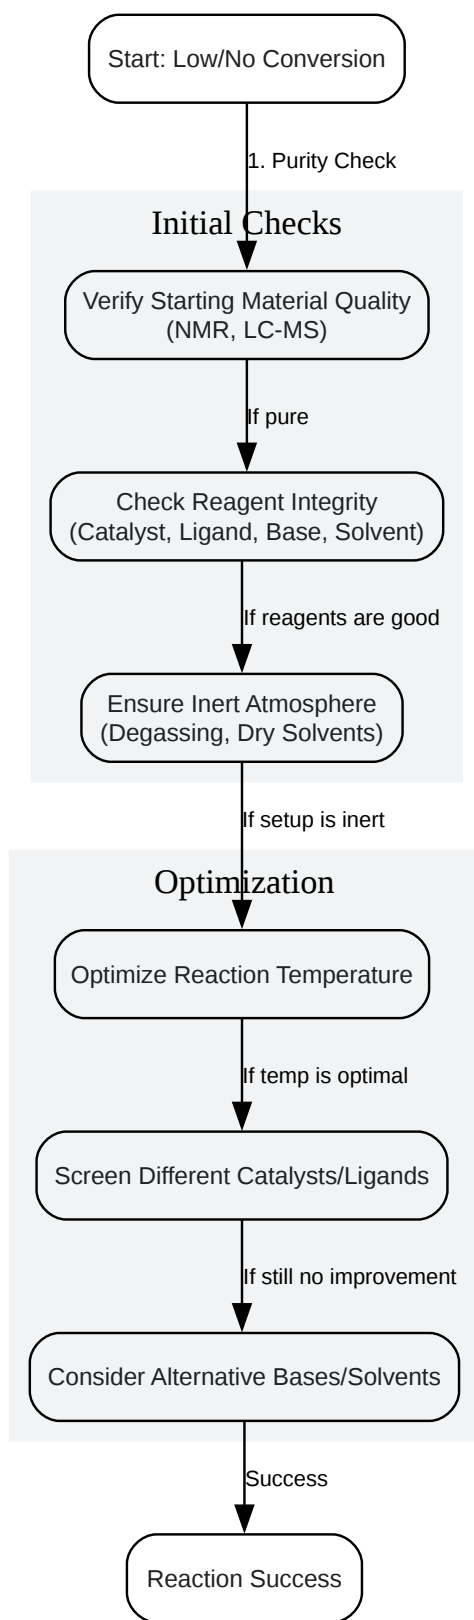 Start: Low/No Conversion
1. Purity Check
Initial Checks
Verify Starting Material Quality
(NMR, LC-MS)
If pure
Check Reagent Integrity
(Catalyst, Ligand, Base, Solvent)
If reagents are good
Ensure Inert Atmosphere
(Degassing, Dry Solvents)
If setup is inert
Optimization
Optimize Reaction Temperature
If temp is optimal
Screen Different Catalysts/Ligands
If still no improvement
Consider Alternative Bases/Solvents
Success
Reaction Success